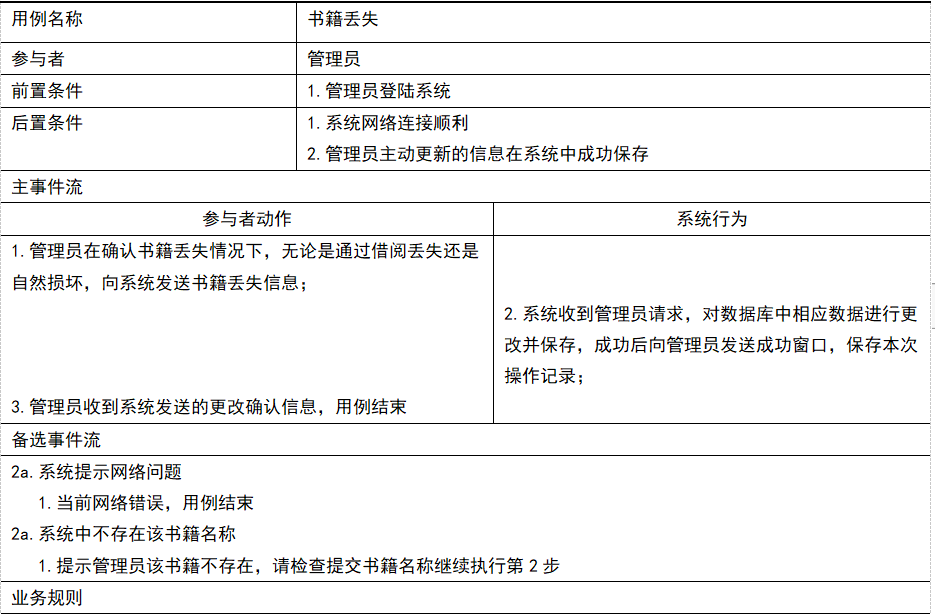 用例名称 书籍丢失
参与者 管理员
前置条件 1.管理员登陆系统
后置条件 1.系统网络连接顺利
2.管理员主动更新的信息在系统中成功保存
主事件流
参与者动作 系统行为
1.管理员在确认书籍丢失情况下，无论是通过借阅丢失还是
自然损坏，向系统发送书籍丢失信息；
2.系统收到管理员请求，对数据库中相应数据进行更
改并保存，成功后向管理员发送成功窗口，保存本次
操作记录；
3.管理员收到系统发送的更改确认信息，用例结束
备选事件流
2a.系统提示网络问题
1.当前网络错误，用例结束
2a.系统中不存在该书籍名称
1.提示管理员该书籍不存在，请检查提交书籍名称继续执行第 2 步
业务规则